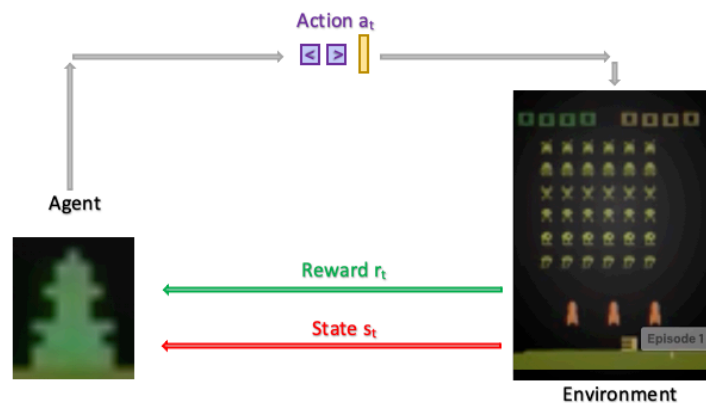 Action aₜ
< >
Agent
Reward rₜ
State sₜ
Episode 1
Environment